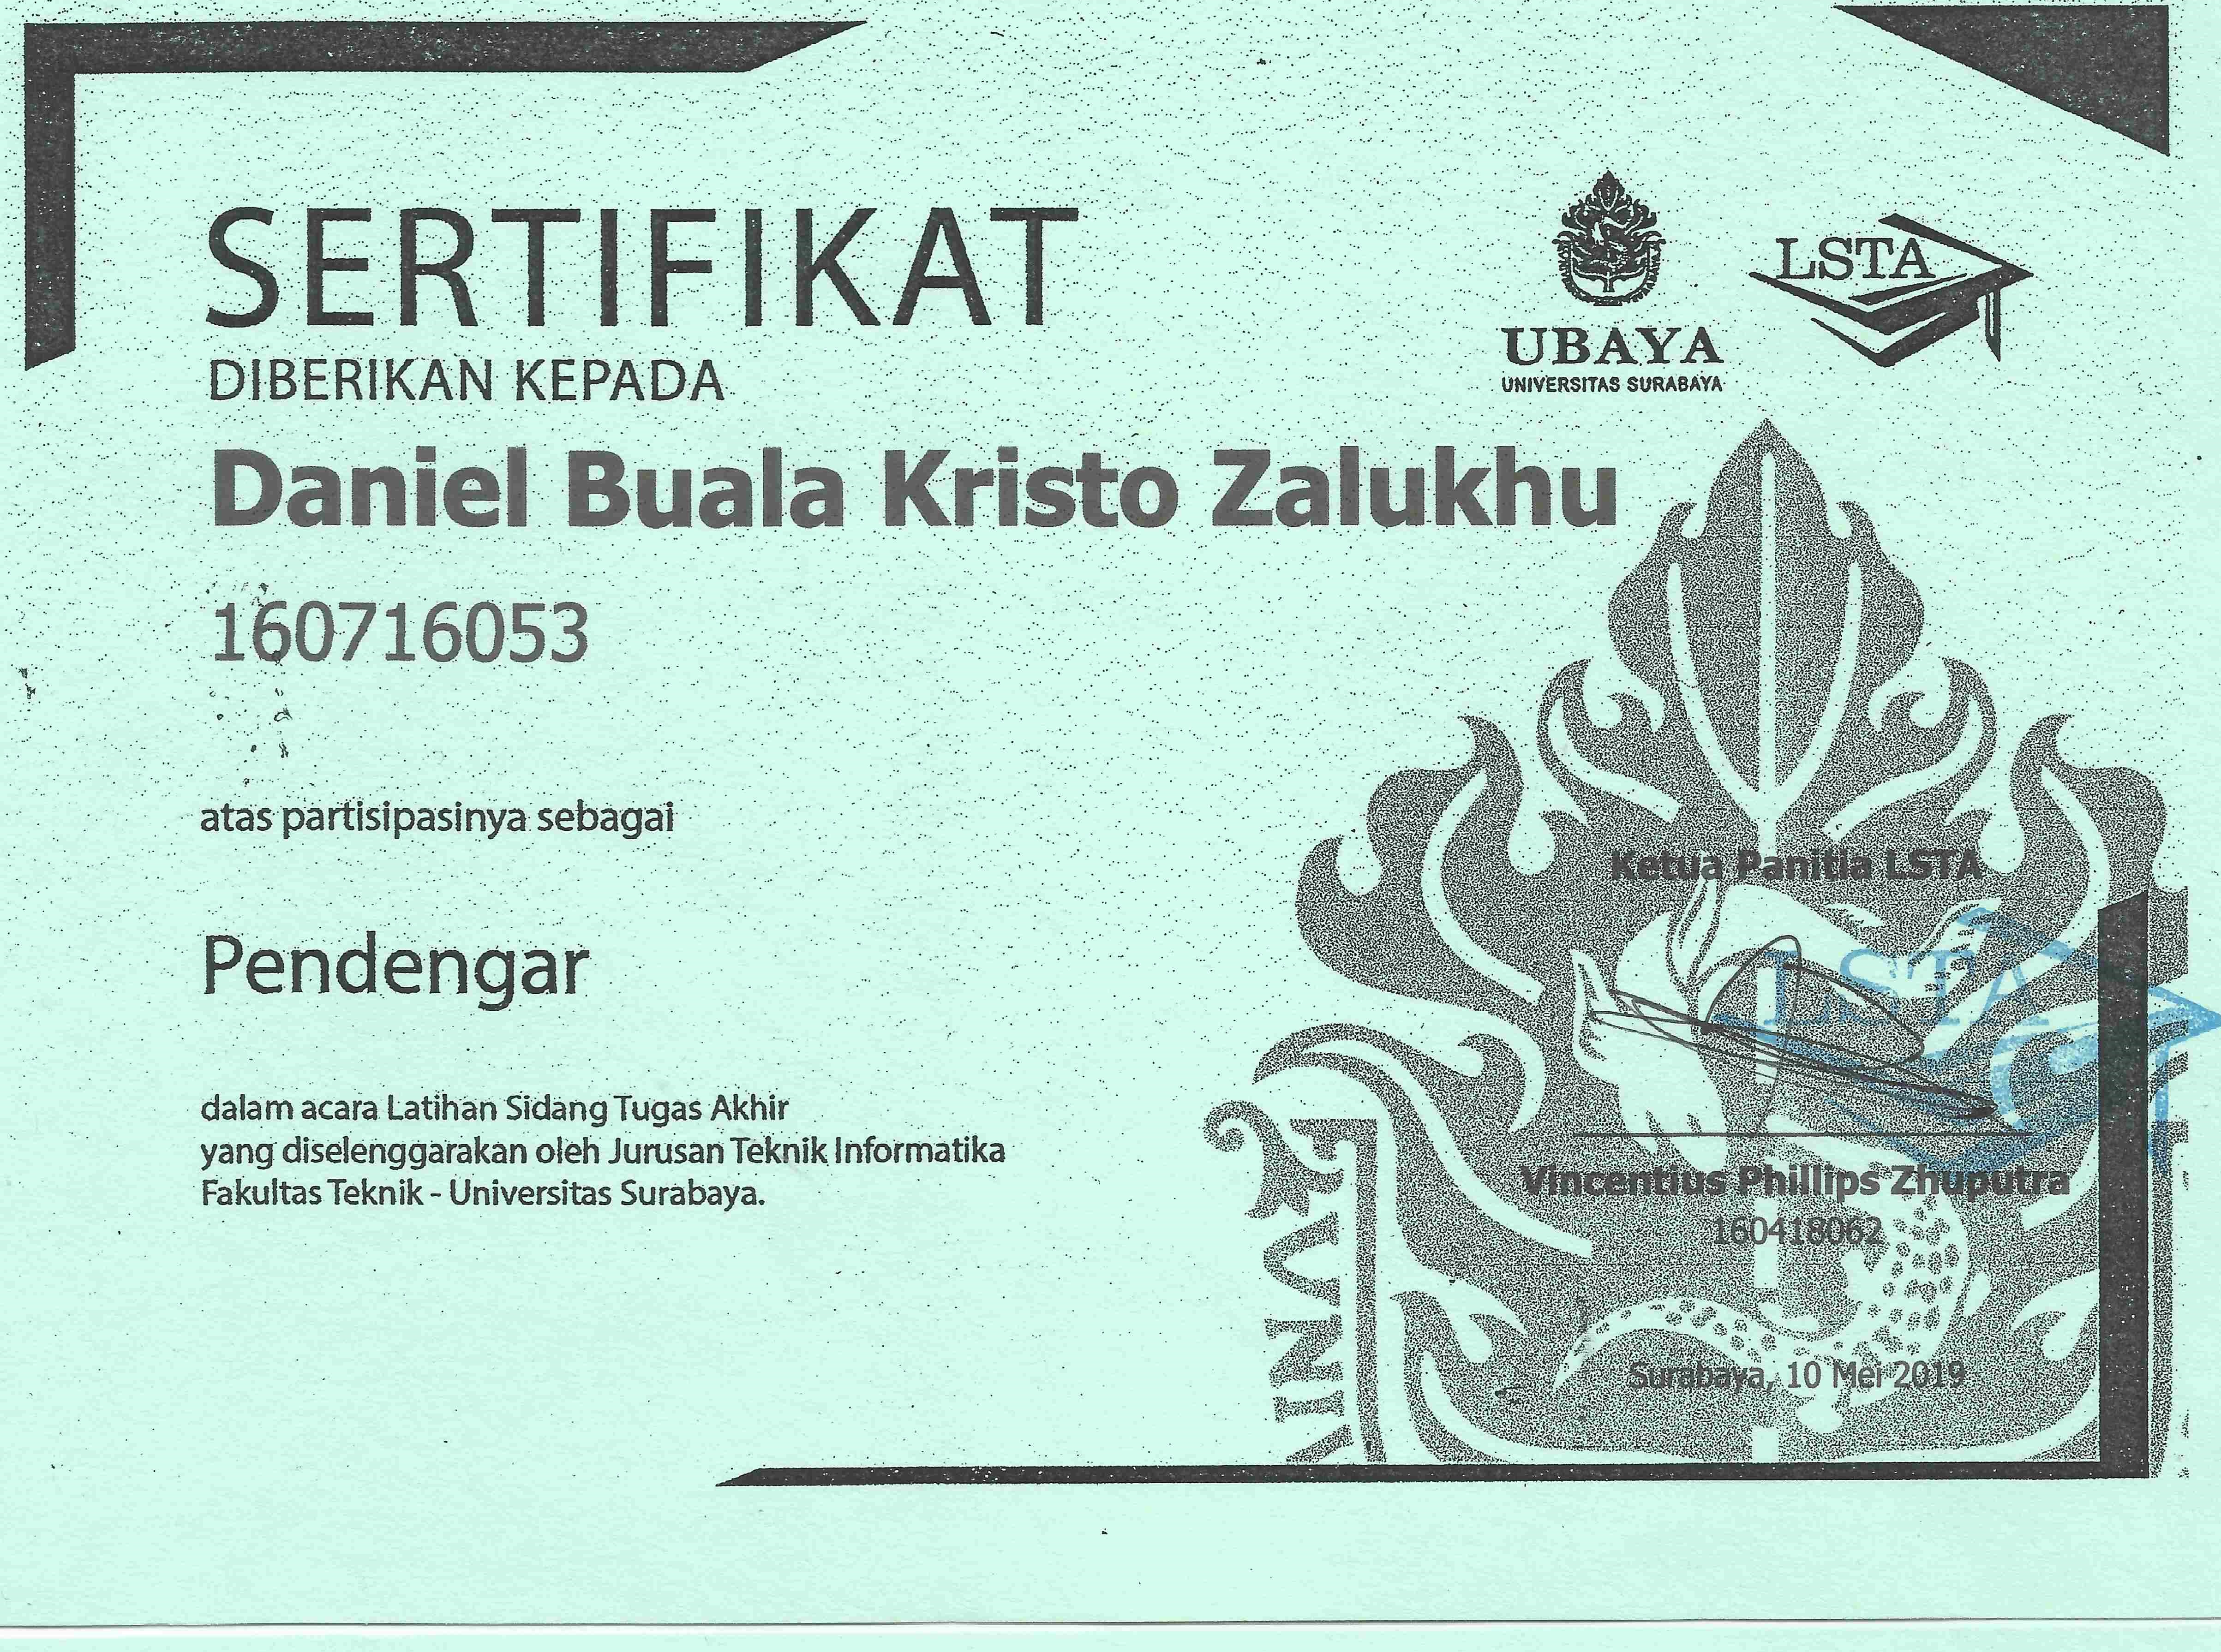 SERTIFIKAT
DIBERIKAN KEPADA
UBAYA
UNIVERSITAS SURABAYA
LSTA
Daniel Buala Kristo Zalukhu
160716053
atas partisipasinya sebagai
Pendengar
dalam acara Latihan Sidang Tugas Akhir
yang diselenggarakan oleh Jurusan Teknik Informatika
Fakultas Teknik - Universitas Surabaya.
Ketua Panitia LSTA
LSTA
Vincentius Phillips Zhuputra
160418062
Surabaya, 10 Mei 2019